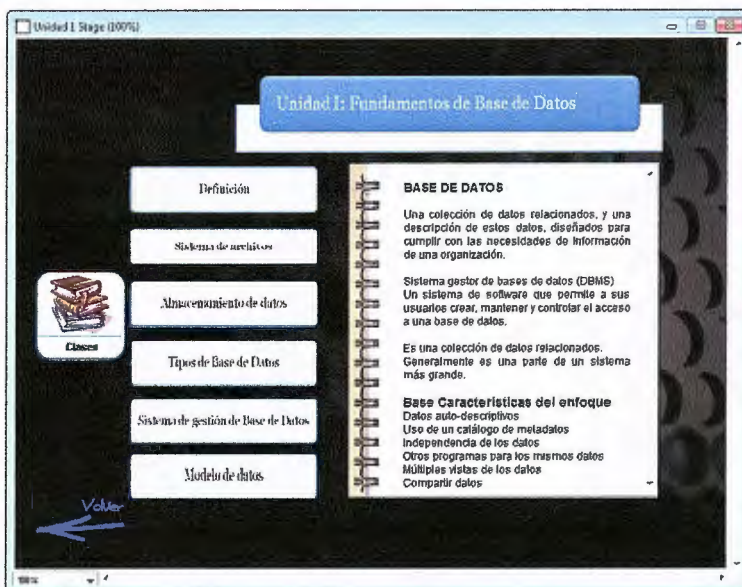 Unidad I Stage (100%)
Unidad I: Fundamentos de Base de Datos
Definición
Sistema de archivos
Almacenamiento de datos
Tipos de Base de Datos
Sistema de gestión de Base de Datos
Modelo de datos
Clases
Volver
BASE DE DATOS
Una colección de datos relacionados, y una
descripción de estos datos, diseñados para
cumplir con las necesidades de información
de una organización.
Sistema gestor de bases de datos (DBMS)
Un sistema de software que permite a sus
usuarios crear, mantener y controlar el acceso
a una base de datos.
Es una colección de datos relacionados.
Generalmente es una parte de un sistema
más grande.
Base Características del enfoque
Datos auto-descriptivos
Uso de un catálogo de metadatos
Independencia de los datos
Otros programas para los mismos datos
Múltiples vistas de los datos
Compartir datos
100%